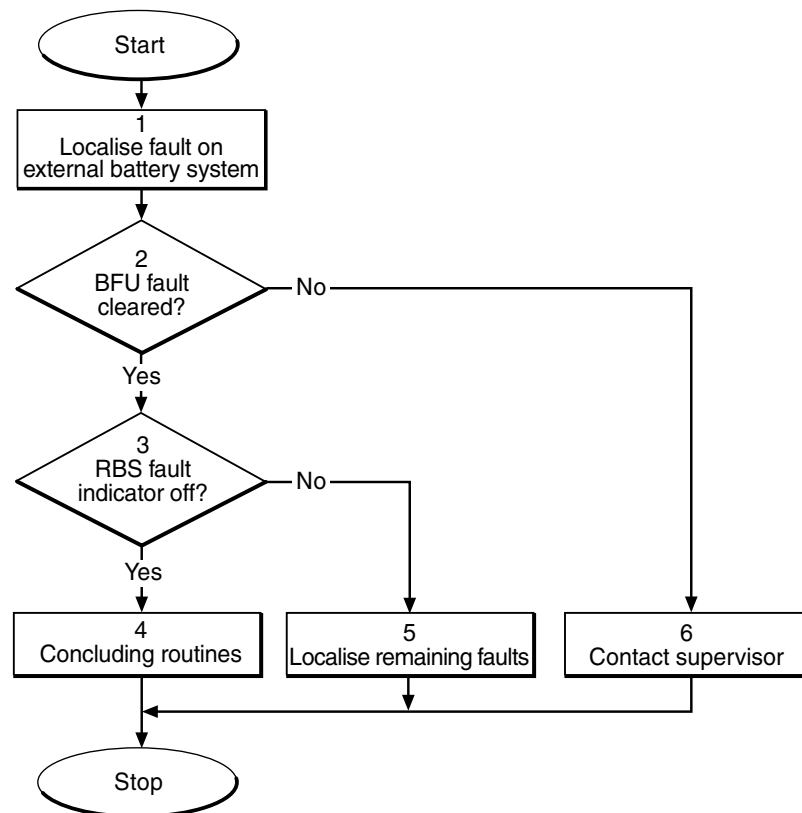 Start
1
Localise fault on
external battery system
2
BFU fault
cleared?
No
Yes
3
RBS fault
indicator off?
No
Yes
4
Concluding routines
5
Localise remaining faults
6
Contact supervisor
Stop